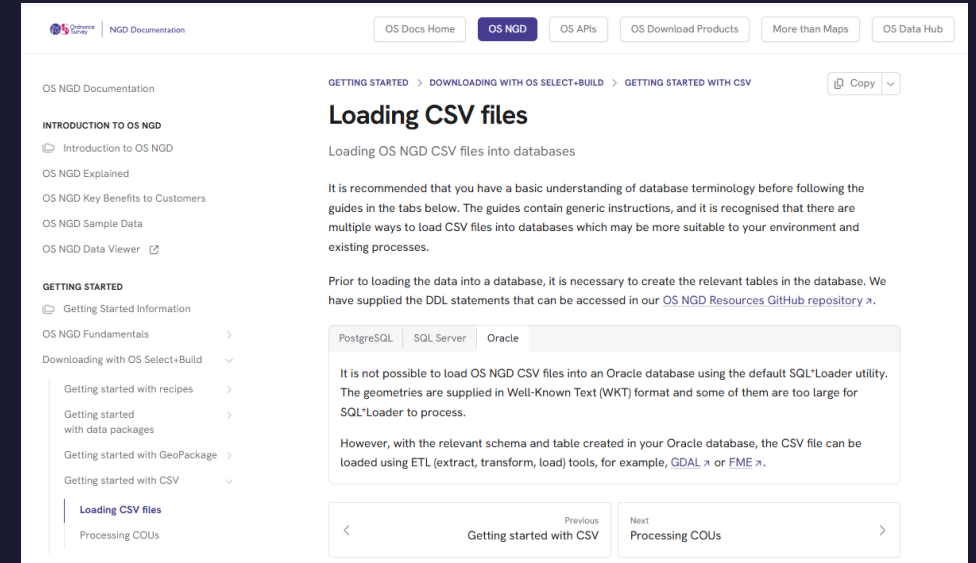 Ordnance
Survey
NGD Documentation
OS Docs Home
OS NGD
OS APIs
OS Download Products
More than Maps
OS Data Hub
OS NGD Documentation
INTRODUCTION TO OS NGD
Introduction to OS NGD
OS NGD Explained
OS NGD Key Benefits to Customers
OS NGD Sample Data
OS NGD Data Viewer
GETTING STARTED
Getting Started Information
OS NGD Fundamentals
Downloading with OS Select+Build
Getting started with recipes
Getting started
with data packages
Getting started with GeoPackage
Getting started with CSV
Loading CSV files
Processing COUs
GETTING STARTED > DOWNLOADING WITH OS SELECT+BUILD > GETTING STARTED WITH CSV
Copy
Loading CSV files
Loading OS NGD CSV files into databases
It is recommended that you have a basic understanding of database terminology before following the
guides in the tabs below. The guides contain generic instructions, and it is recognised that there are
multiple ways to load CSV files into databases which may be more suitable to your environment and
existing processes.
Prior to loading the data into a database, it is necessary to create the relevant tables in the database. We
have supplied the DDL statements that can be accessed in our OS NGD Resources GitHub repository↗.
PostgreSQL
SQL Server
Oracle
It is not possible to load OS NGD CSV files into an Oracle database using the default SQL*Loader utility.
The geometries are supplied in Well-Known Text (WKT) format and some of them are too large for
SQL*Loader to process.
However, with the relevant schema and table created in your Oracle database, the CSV file can be
loaded using ETL (extract, transform, load) tools, for example, GDAL↗ or FME↗.
Previous
Getting started with CSV
Next
Processing COUs